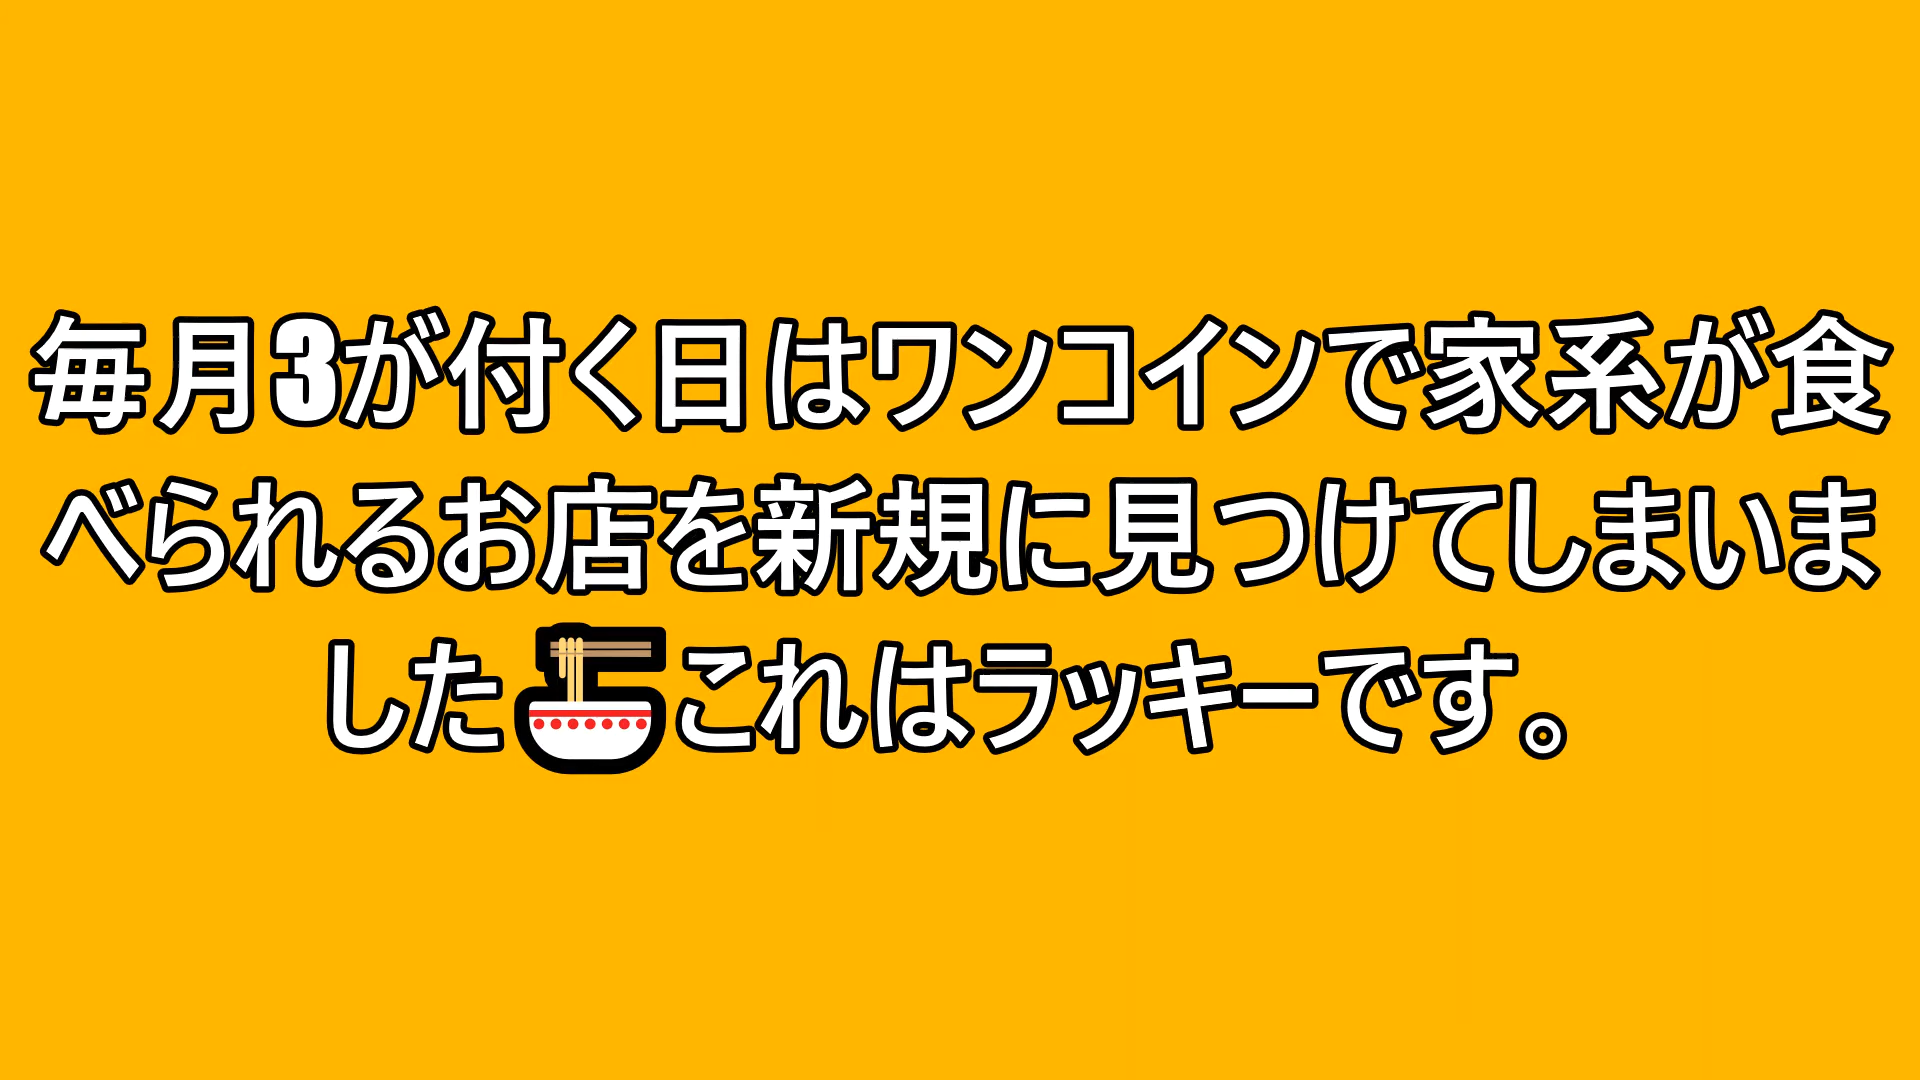 毎月3が付く日はワンコインで家系が食
べられるお店を新規に見つけてしまいま
した🍜これはラッキーです。